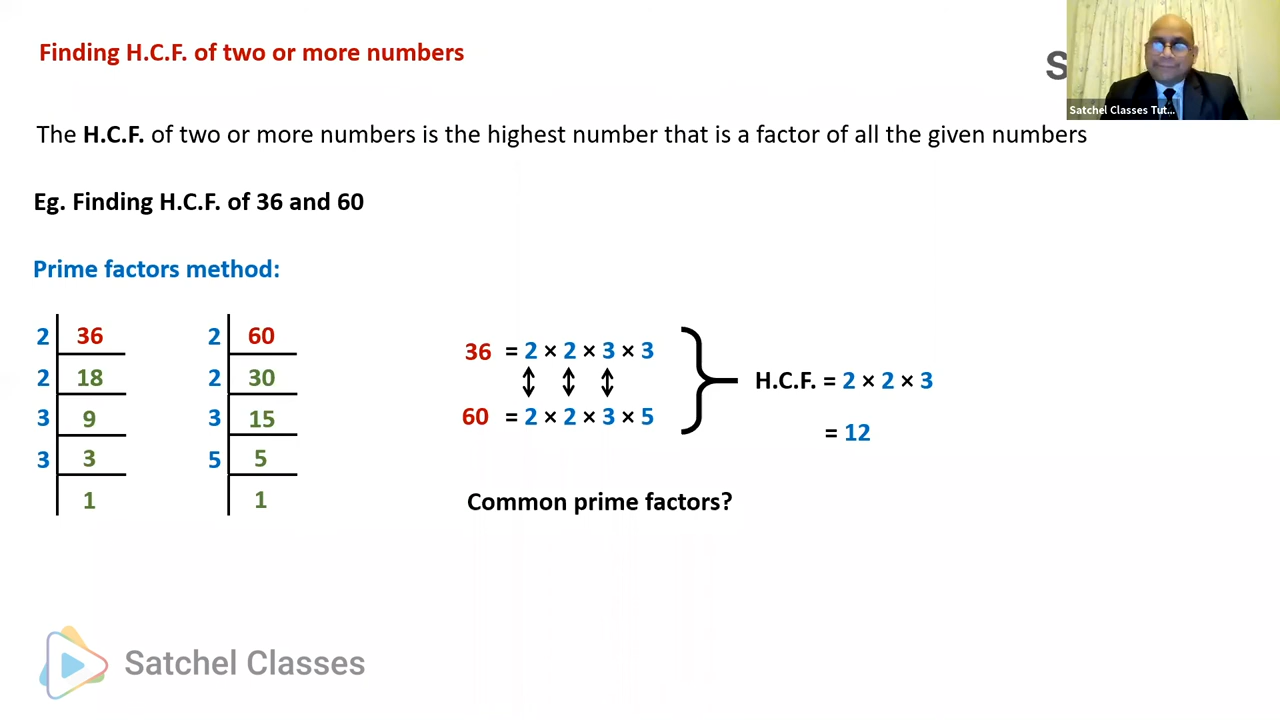 Finding H.C.F. of two or more numbers
S
Satchel Classes Tut...
The H.C.F. of two or more numbers is the highest number that is a factor of all the given numbers
Eg. Finding H.C.F. of 36 and 60
Prime factors method:
2 36
2 18
3 9
3 3
1
2 60
2 30
3 15
5 5
1
36 = 2 × 2 × 3 × 3
60 = 2 × 2 × 3 × 5
H.C.F. = 2 × 2 × 3
= 12
Common prime factors?
Satchel Classes